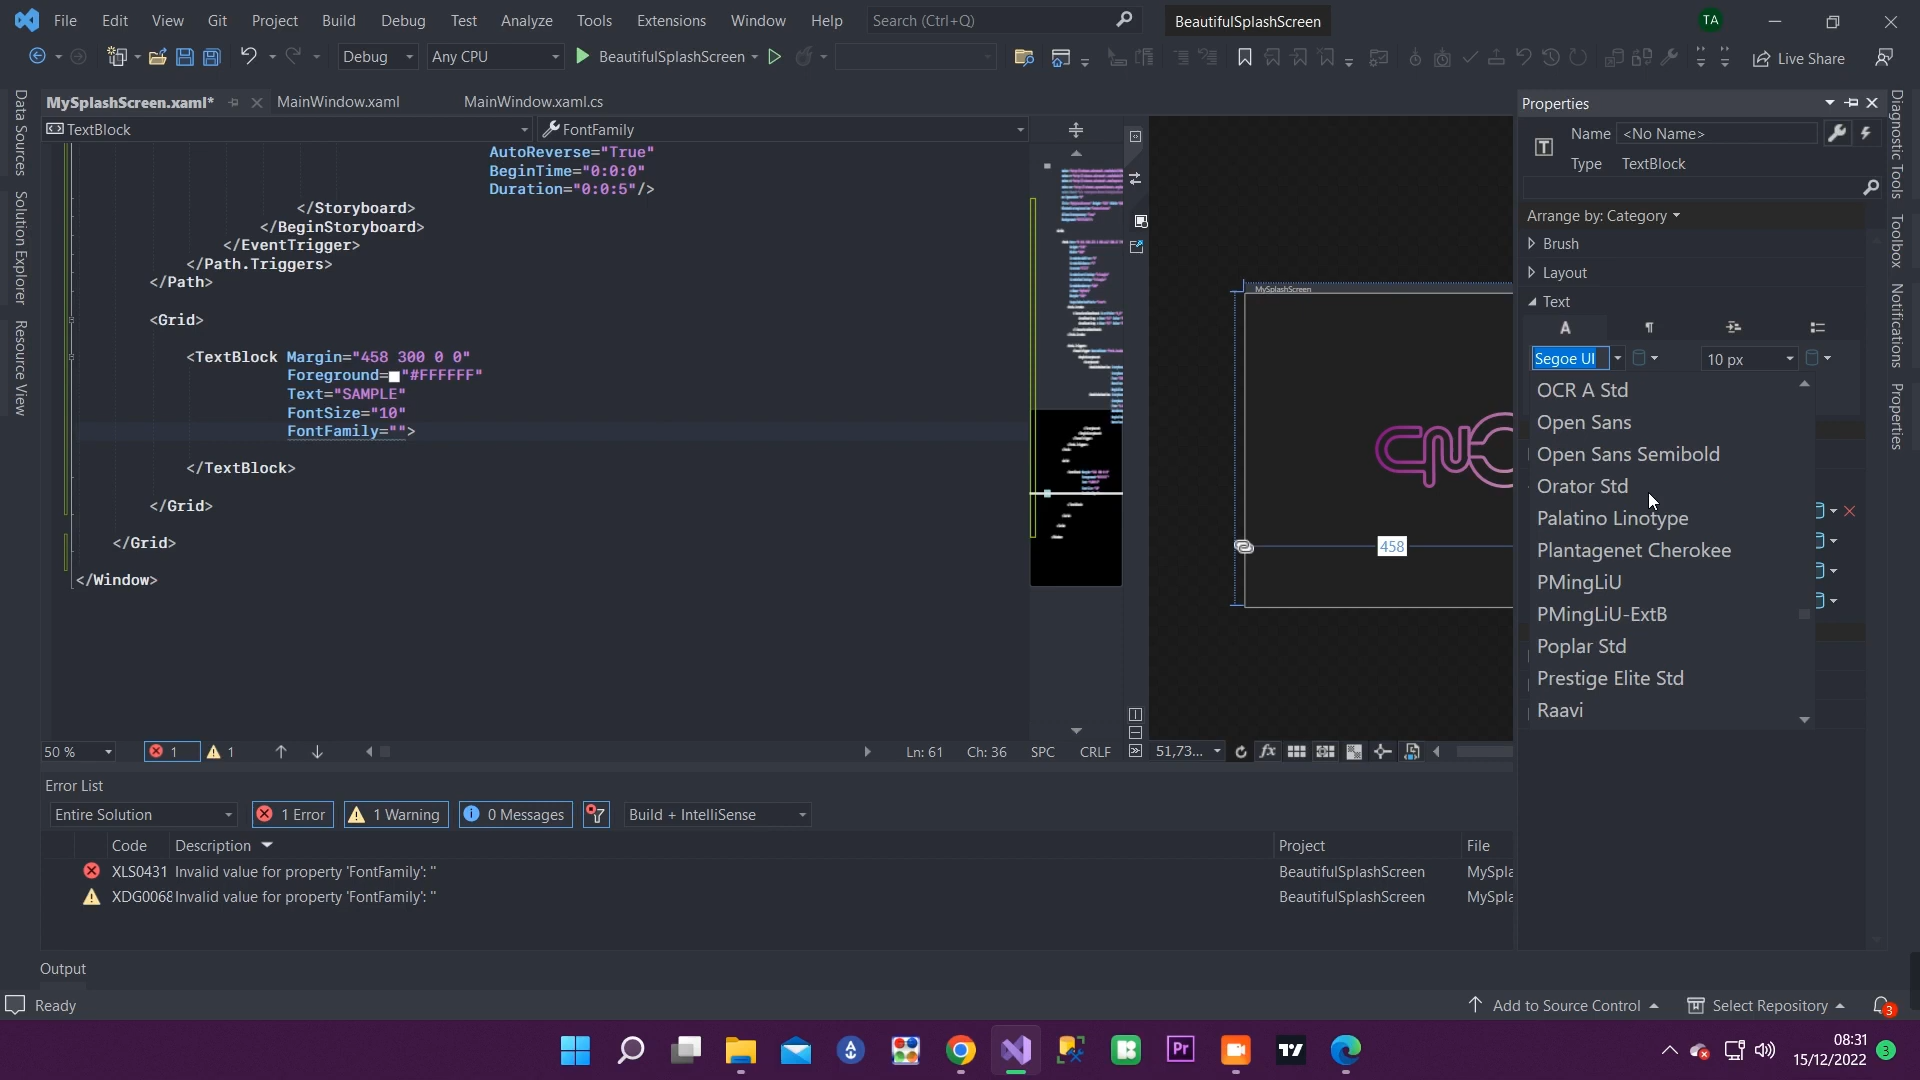 File Edit View Git Project Build Debug Test Analyze Tools Extensions Window Help Search (Ctrl+Q) BeautifulSplashScreen TA
Debug Any CPU BeautifulSplashScreen Live Share
MySplashScreen.xaml* MainWindow.xaml MainWindow.xaml.cs
TextBlock FontFamily
AutoReverse="True"
BeginTime="0:0:0"
Duration="0:0:5"/>
</Storyboard>
</BeginStoryboard>
</EventTrigger>
</Path.Triggers>
</Path>
<Grid>
<TextBlock Margin="458 300 0 0"
Foreground="#FFFFFF"
Text="SAMPLE"
FontSize="10"
FontFamily="">
</TextBlock>
</Grid>
</Grid>
</Window>
Data Sources
Solution Explorer
Resource View
MySplashScreen
458
Properties
Name <No Name>
Type TextBlock
Arrange by: Category
Brush
Layout
Text
Segoe UI 10 px
OCR A Std
Open Sans
Open Sans Semibold
Orator Std
Palatino Linotype
Plantagenet Cherokee
PMingLiU
PMingLiU-ExtB
Poplar Std
Prestige Elite Std
Raavi
Diagnostic Tools
Toolbox
Notifications
Properties
50 % 1 1 Ln: 61 Ch: 36 SPC CRLF 51,73...
Error List
Entire Solution 1 Error 1 Warning 0 Messages Build + IntelliSense
Code Description Project File
XLS0431 Invalid value for property 'FontFamily': '' BeautifulSplashScreen MySpla
XDG0068 Invalid value for property 'FontFamily': '' BeautifulSplashScreen MySpla
Output
Ready Add to Source Control Select Repository 3
Pr
08:31
15/12/2022 3